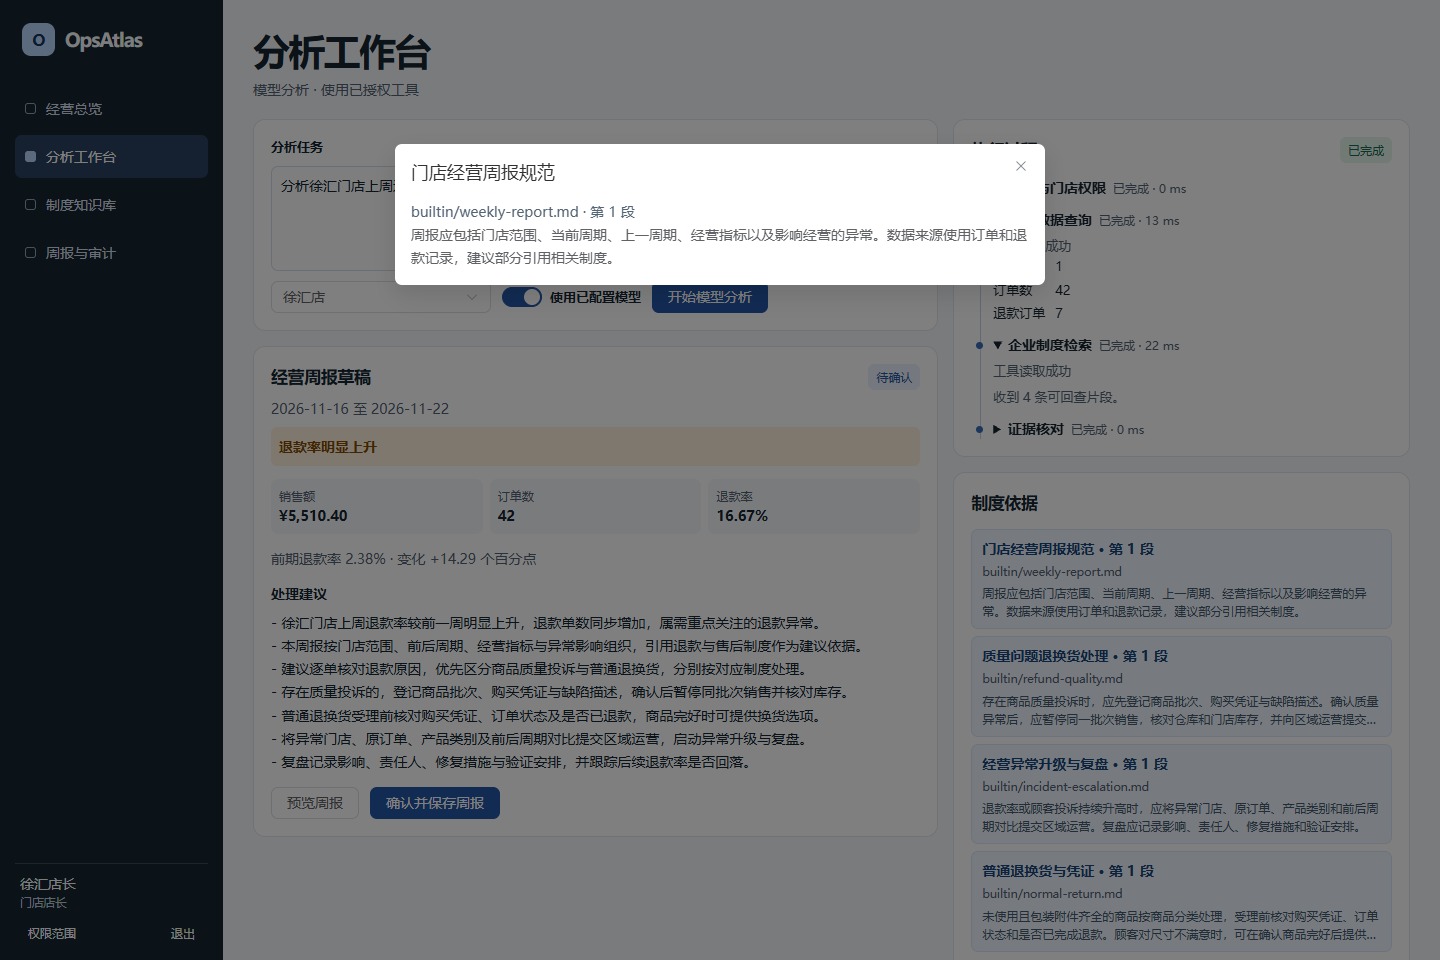 O OpsAtlas
经营总览
分析工作台
制度知识库
周报与审计
徐汇店长
门店店长
权限范围
退出
分析工作台
模型分析 · 使用已授权工具
分析任务
分析徐汇门店上周
徐汇店
使用已配置模型
开始模型分析
门店经营周报规范
builtin/weekly-report.md · 第 1 段
周报应包括门店范围、当前周期、上一周期、经营指标以及影响经营的异常。数据来源使用订单和退
款记录，建议部分引用相关制度。
经营周报草稿
待确认
2026-11-16 至 2026-11-22
退款率明显上升
销售额
¥5,510.40
订单数
42
退款率
16.67%
前期退款率 2.38% · 变化 +14.29 个百分点
处理建议
- 徐汇门店上周退款率较前一周明显上升，退款单数同步增加，属需重点关注的退款异常。
- 本周报按门店范围、前后周期、经营指标与异常影响组织，引用退款与售后制度作为建议依据。
- 建议逐单核对退款原因，优先区分商品质量投诉与普通退换货，分别按对应制度处理。
- 存在质量投诉的，登记商品批次、购买凭证与缺陷描述，确认后暂停同批次销售并核对库存。
- 普通退换货受理前核对购买凭证、订单状态及是否已退款，商品完好时可提供换货选项。
- 将异常门店、原订单、产品类别及前后周期对比提交区域运营，启动异常升级与复盘。
- 复盘记录影响、责任人、修复措施与验证安排，并跟踪后续退款率是否回落。
预览周报
确认并保存周报
已完成
门店权限 已完成 · 0 ms
据查询 已完成 · 13 ms
成功
1
订单数 42
退款订单 7
▼ 企业制度检索 已完成 · 22 ms
工具读取成功
收到 4 条可回查片段。
▶ 证据核对 已完成 · 0 ms
制度依据
门店经营周报规范 • 第 1 段
builtin/weekly-report.md
周报应包括门店范围、当前周期、上一周期、经营指标以及影响经营的异
常。数据来源使用订单和退款记录，建议部分引用相关制度。
质量问题退换货处理 • 第 1 段
builtin/refund-quality.md
存在商品质量投诉时，应先登记商品批次、购买凭证与缺陷描述。确认质量
异常后，应暂停同一批次销售，核对仓库和门店库存，并向区域运营提交...
经营异常升级与复盘 • 第 1 段
builtin/incident-escalation.md
退款率或顾客投诉持续升高时，应将异常门店、原订单、产品类别和前后周
期对比提交区域运营。复盘应记录影响、责任人、修复措施和验证安排。
普通退换货与凭证 • 第 1 段
builtin/normal-return.md
未使用且包装附件齐全的商品按商品分类处理，受理前核对购买凭证、订单
状态和是否已完成退款。顾客对尺寸不满意时，可在确认商品完好后提供...